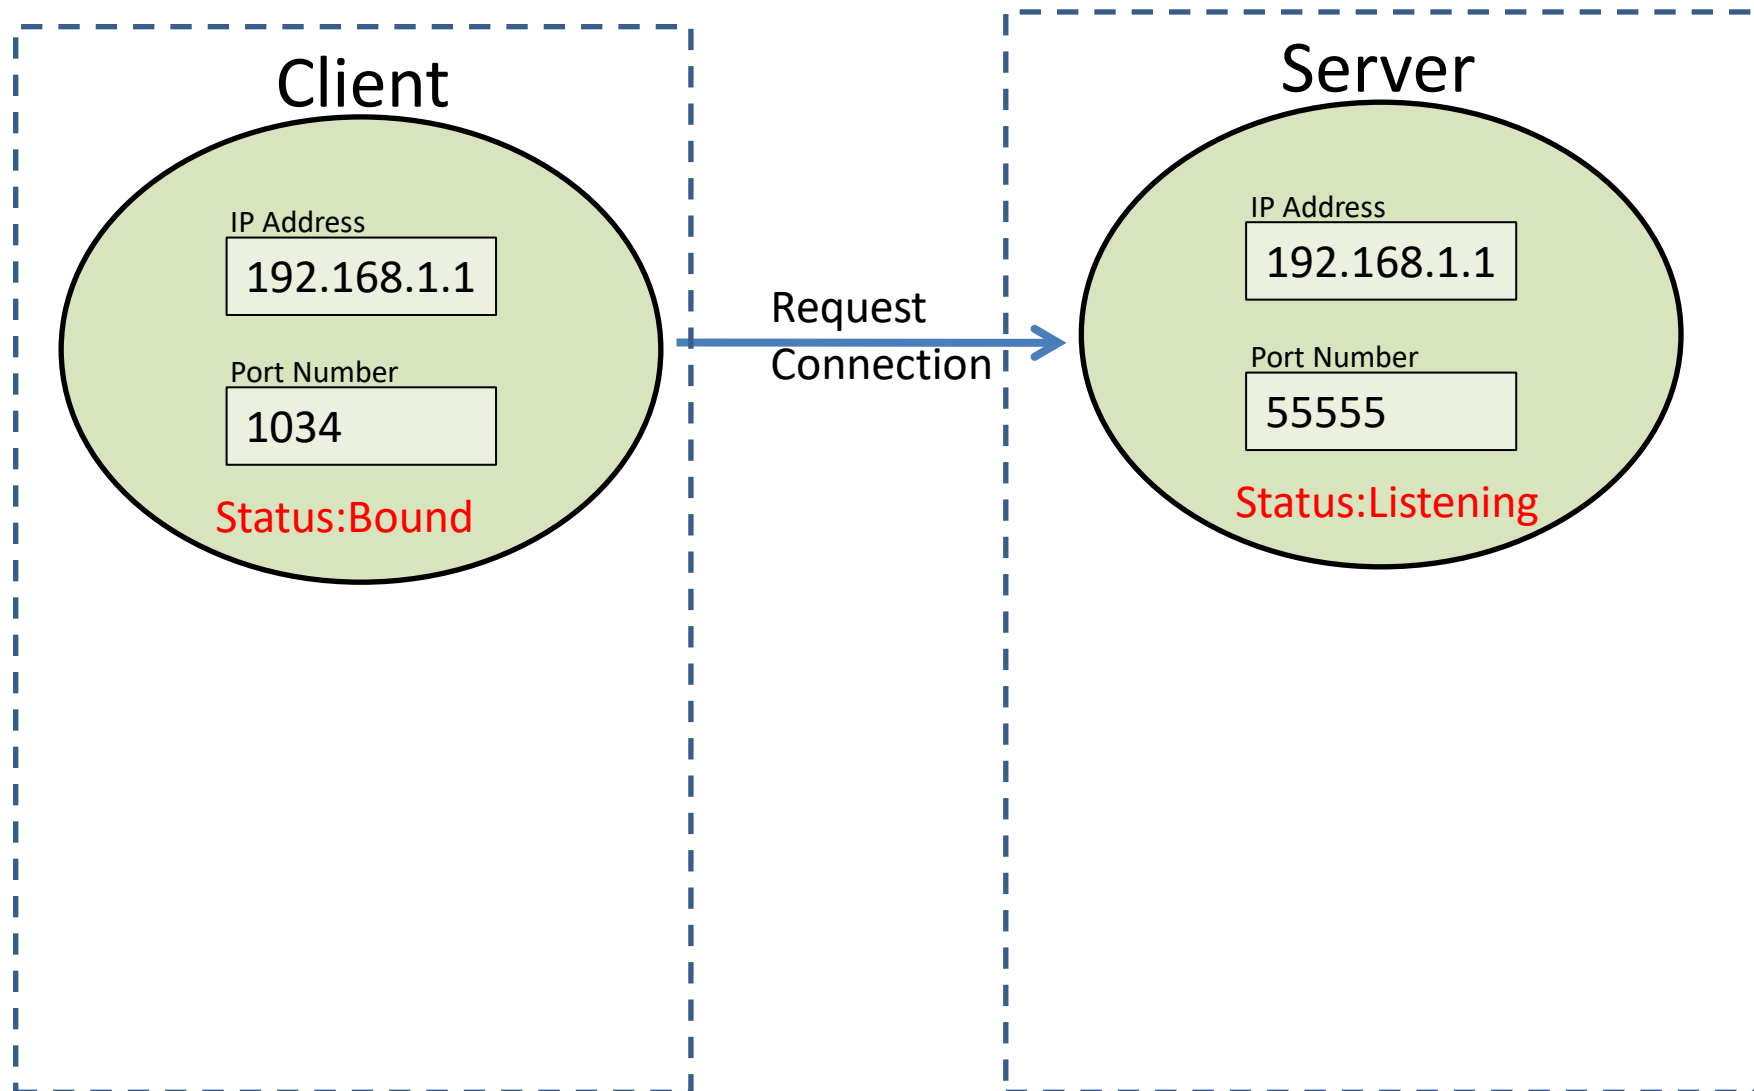 Client
IP Address
192.168.1.1
Port Number
1034
Status:Bound
Request
Connection
Server
IP Address
192.168.1.1
Port Number
55555
Status:Listening